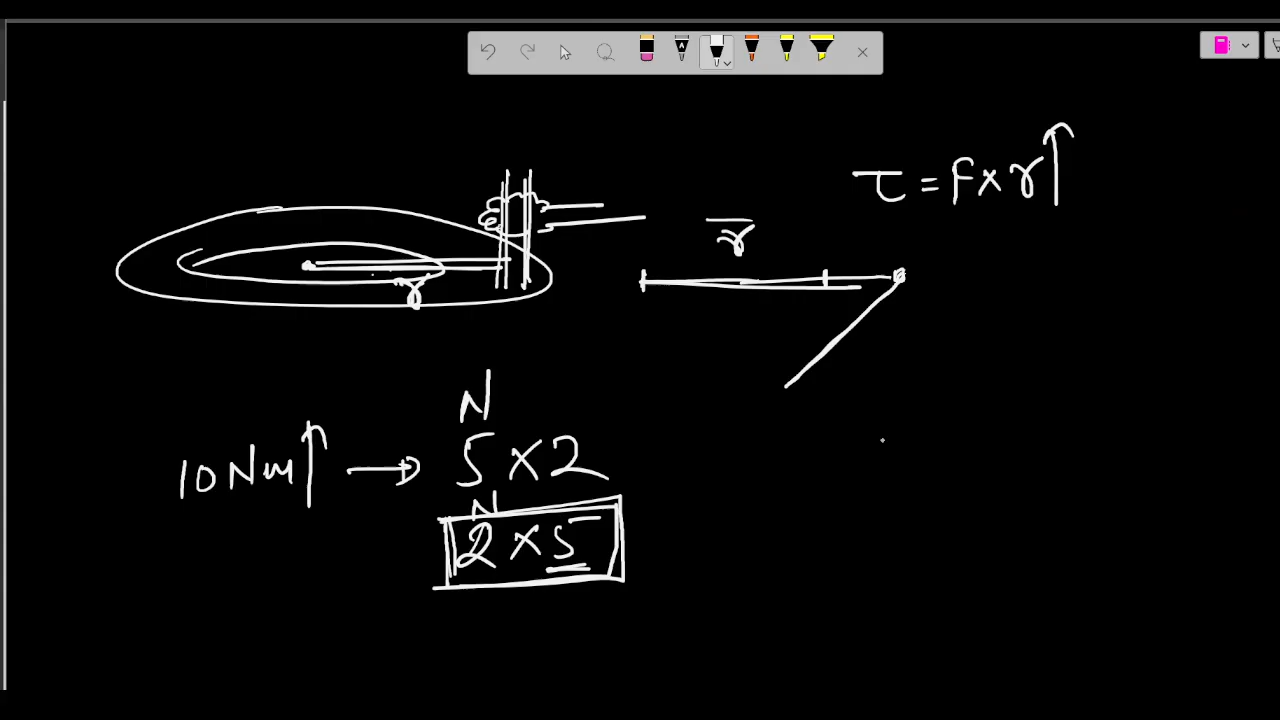 τ = F × r ↑
r
r
N
10 Nm ↑ → 5 × 2
N
2 × 5